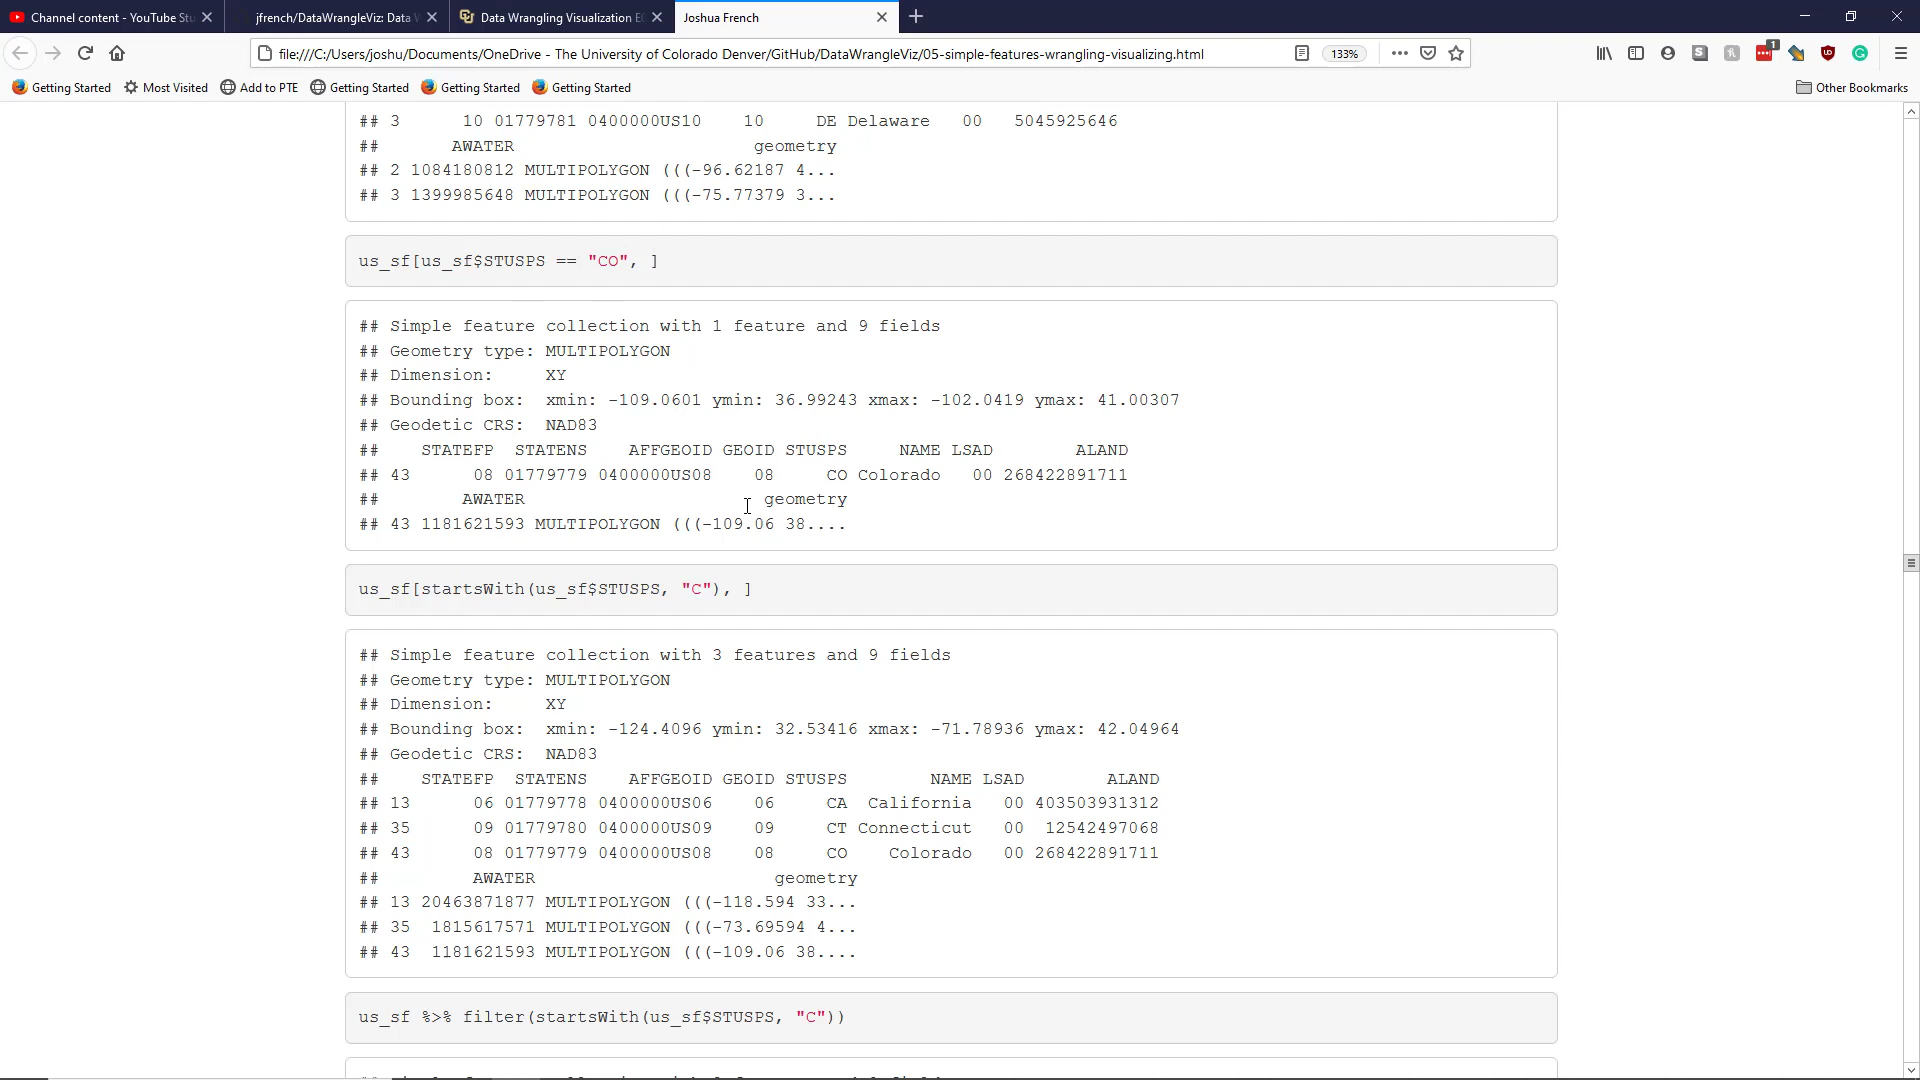 Channel content - YouTube Stu
jfrench/DataWrangleViz: Data W
Data Wrangling Visualization EC
Joshua French
file:///C:/Users/joshu/Documents/OneDrive - The University of Colorado Denver/GitHub/DataWrangleViz/05-simple-features-wrangling-visualizing.html
133%
1
Getting Started
Most Visited
Add to PTE
Getting Started
Getting Started
Getting Started
Other Bookmarks
## 3      10 01779781 0400000US10    10     DE Delaware   00   5045925646
##       AWATER                       geometry
## 2 1084180812 MULTIPOLYGON (((-96.62187 4...
## 3 1399985648 MULTIPOLYGON (((-75.77379 3...
us_sf[us_sf$STUSPS == "CO", ]
## Simple feature collection with 1 feature and 9 fields
## Geometry type: MULTIPOLYGON
## Dimension:     XY
## Bounding box:  xmin: -109.0601 ymin: 36.99243 xmax: -102.0419 ymax: 41.00307
## Geodetic CRS:  NAD83
##    STATEFP  STATENS    AFFGEOID GEOID STUSPS     NAME LSAD        ALAND
## 43      08 01779779 0400000US08    08     CO Colorado   00 268422891711
##        AWATER                       geometry
## 43 1181621593 MULTIPOLYGON (((-109.06 38....
us_sf[startsWith(us_sf$STUSPS, "C"), ]
## Simple feature collection with 3 features and 9 fields
## Geometry type: MULTIPOLYGON
## Dimension:     XY
## Bounding box:  xmin: -124.4096 ymin: 32.53416 xmax: -71.78936 ymax: 42.04964
## Geodetic CRS:  NAD83
##    STATEFP  STATENS    AFFGEOID GEOID STUSPS        NAME LSAD        ALAND
## 13      06 01779778 0400000US06    06     CA  California   00 403503931312
## 35      09 01779780 0400000US09    09     CT Connecticut   00  12542497068
## 43      08 01779779 0400000US08    08     CO    Colorado   00 268422891711
##         AWATER                       geometry
## 13 20463871877 MULTIPOLYGON (((-118.594 33...
## 35  1815617571 MULTIPOLYGON (((-73.69594 4...
## 43  1181621593 MULTIPOLYGON (((-109.06 38....
us_sf %>% filter(startsWith(us_sf$STUSPS, "C"))